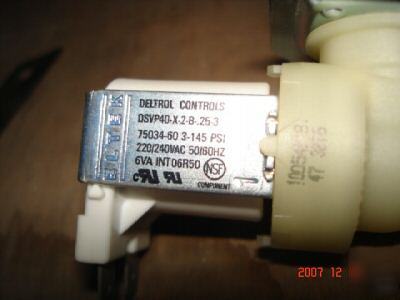 ELTEK
DELTROL CONTROLS
DSVP40-X-2-B-.25-3
75034-60 3-145 PSI
220/240VAC 50/60HZ
6VA INT06R50
NSF
COMPONENT
2007 12